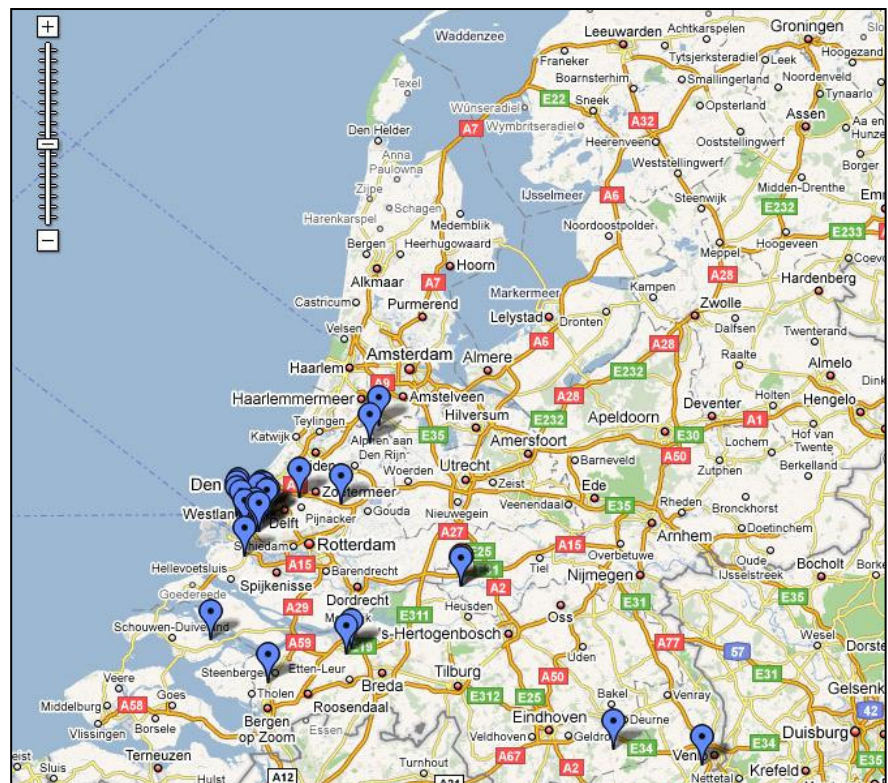 +
Waddenzee
Leeuwarden
Achtkarspelen
Groningen
Franeker
Tytsjerksteradiel
Leek
Hoogezand
Boarnsterhim
Smallingerland
Noordenveld
Texel
E22
Sneek
Opsterland
Tynaarlo
Wûnseradiel
A32
Assen
Den Helder
A7
Wymbritseradiel
Heerenveen
Ooststellingwerf
Aa en
Hunze
Anna
Paulowna
Weststellingwerf
Borger
Zijpe
IJsselmeer
A6
Midden-Drenthe
Schagen
Steenwijk
E232
Harenkarspel
Medemblik
Noordoostpolder
E233
Bergen
Heerhugowaard
Meppel
Hoogeveen
Hoorn
A28
Alkmaar
A7
Markermeer
Kampen
Hardenberg
Castricum
Purmerend
Lelystad
Dronten
Zwolle
Dalfsen
Velsen
A6
A28
Twenterand
Haarlem
Amsterdam
Almere
E232
Raalte
Almelo
A9
Haarlemmermeer
Amstelveen
A28
Deventer
Holten
Hengelo
Teylingen
Hilversum
E232
Apeldoorn
A1
Katwijk
Alphen aan
Den Rijn
E35
Amersfoort
E30
Lochem
Hof van
Twente
A50
Barneveld
Zutphen
Berkelland
Den
Woerden
Utrecht
Zeist
Ede
Zoetermeer
Gouda
Nieuwegein
Veenendaal
E35
Rheden
Bronckhorst
Westland
Delft
Pijnacker
Doetinchem
A27
Arnhem
Schiedam
Rotterdam
E25
A15
Overbetuwe
Oude
IJsselstreek
Bocholt
Hellevoetsluis
A15
Barendrecht
Tiel
Nijmegen
Goedereede
Spijkenisse
A2
E35
Dordrecht
Heusden
E31
A29
E311
Oss
Schouwen-Duiveland
A59
's-Hertogenbosch
A77
57
Wesel
E19
Uden
E31
Veere
Steenbergen
Etten-Leur
Tilburg
A50
Bakel
Venray
Gelsenk
Middelburg
A58
Goes
Tholen
Breda
E312
E25
Deurne
42
Vlissingen
Borsele
Bergen
op Zoom
Roosendaal
Eindhoven
Geldrop
Duisburg
Essen
Veldhoven
E34
E34
Terneuzen
Turnhout
A67
A2
Krefeld
E35
Sluis
Hulst
A12
Nettetal